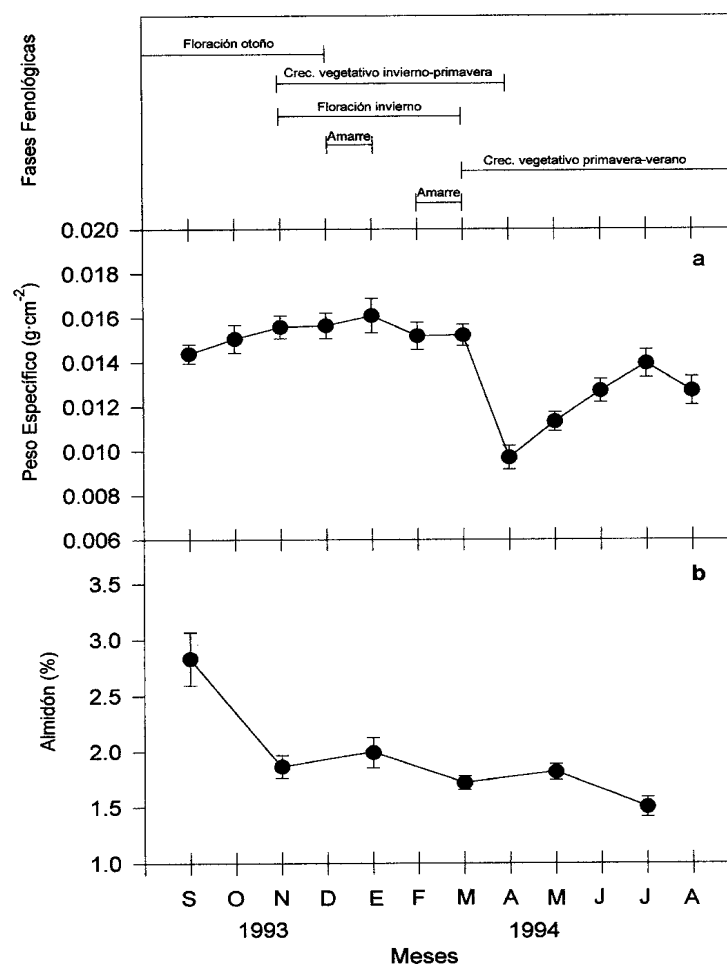 Fases Fenológicas
Floración otoño
Crec. vegetativo invierno-primavera
Floración invierno
Amarre
Crec. vegetativo primavera-verano
Amarre
a
Peso Específico (g·cm⁻²)
0.020
0.018
0.016
0.014
0.012
0.010
0.008
0.006
b
Almidón (%)
3.5
3.0
2.5
2.0
1.5
1.0
S O N D E F M A M J J A
1993 1994
Meses